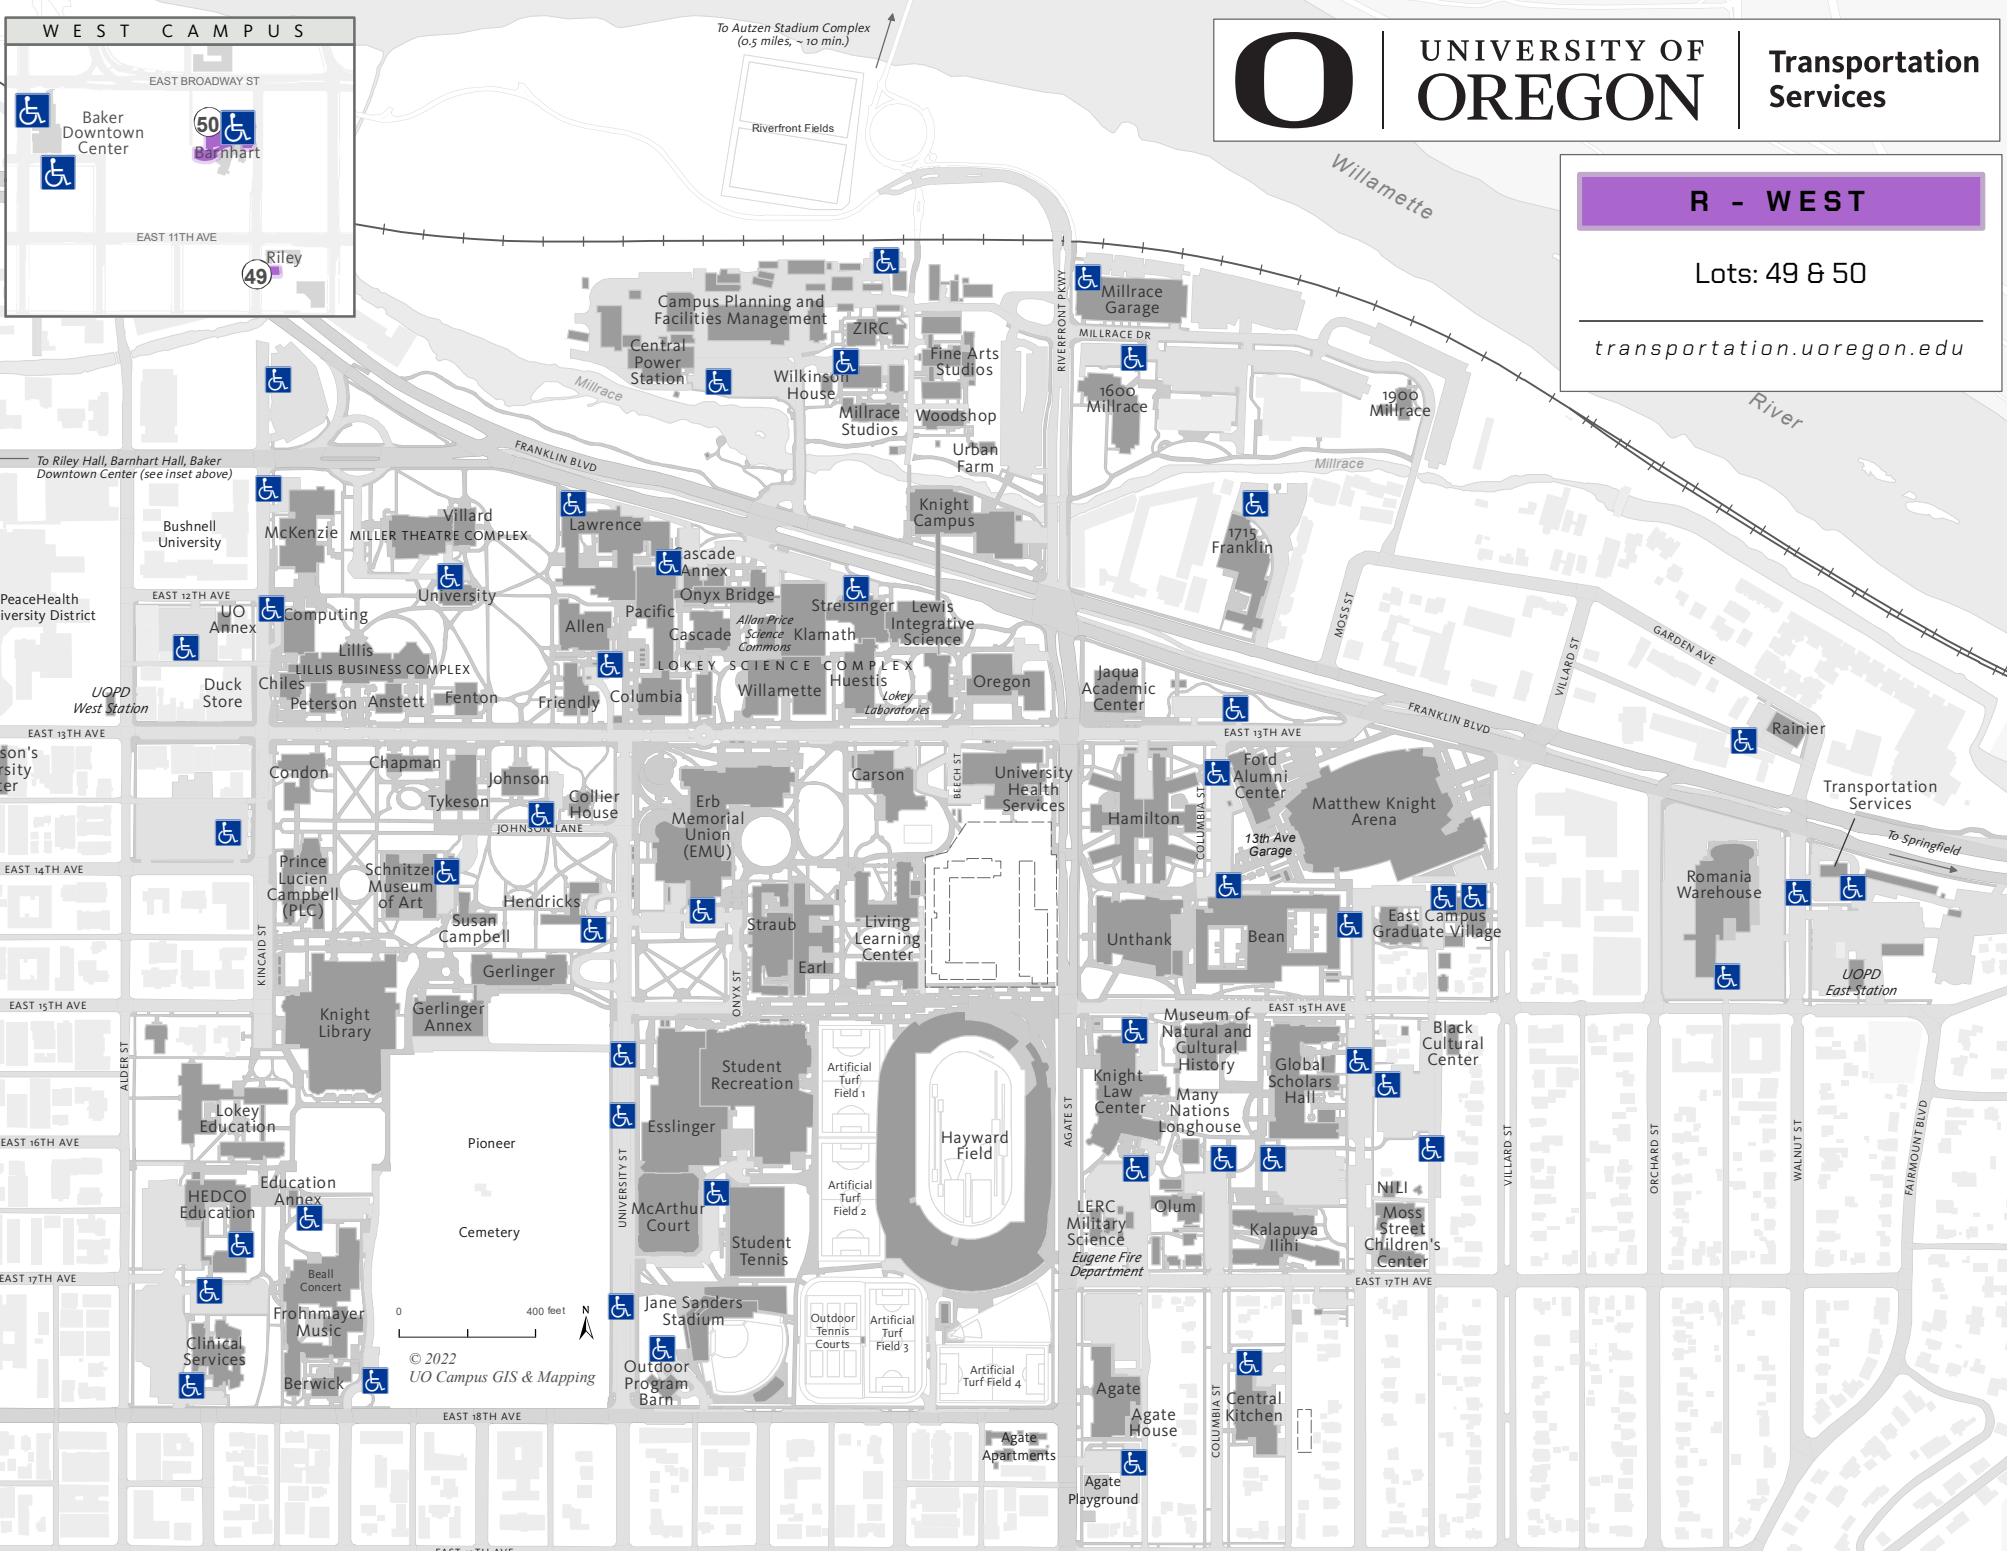 WEST CAMPUS
EAST BROADWAY ST
Baker
Downtown
Center
50
Barnhart
EAST 11TH AVE
Riley
49
To Autzen Stadium Complex
(0.5 miles, ~ 10 min.)
Riverfront Fields
UNIVERSITY OF
OREGON
Transportation
Services
R - WEST
Lots: 49 & 50
transportation.uoregon.edu
Willamette
River
Campus Planning and
Facilities Management
ZIRC
Central
Power
Station
Wilkinson
House
Fine Arts
Studios
Millrace
Studios
Woodshop
Urban
Farm
Millrace
RIVERFRONT PKWY
Millrace
Garage
MILLRACE DR
1600
Millrace
1900
Millrace
Millrace
FRANKLIN BLVD
To Riley Hall, Barnhart Hall, Baker
Downtown Center (see inset above)
Bushnell
University
McKenzie
Villard
MILLER THEATRE COMPLEX
Lawrence
Cascade
Annex
Knight
Campus
1715
Franklin
PeaceHealth
iversity District
EAST 12TH AVE
UO
Annex
Computing
University
Onyx Bridge
Pacific
Allen
Cascade
Allan Price
Science
Commons
Klamath
Streisinger
Lewis
Integrative
Science
Lillis
LILLIS BUSINESS COMPLEX
LOKEY SCIENCE COMPLEX
Huestis
Willamette
Lokey
Laboratories
Oregon
UOPD
West Station
Duck
Store
Chiles
Peterson
Anstett
Fenton
Friendly
Columbia
Jaqua
Academic
Center
MOSS ST
VILLARD ST
GARDEN AVE
FRANKLIN BLVD
Rainier
EAST 13TH AVE
EAST 13TH AVE
son's
rsity
ter
Condon
Chapman
Johnson
Tykeson
Collier
House
JOHNSON LANE
Erb
Memorial
Union
(EMU)
Carson
BEECH ST
University
Health
Services
Hamilton
COLUMBIA ST
Ford
Alumni
Center
13th Ave
Garage
Matthew Knight
Arena
Transportation
Services
To Springfield
EAST 14TH AVE
Prince
Lucien
Campbell
(PLC)
Schnitzer
Museum
of Art
Susan
Campbell
Hendricks
Straub
Earl
Living
Learning
Center
Unthank
Bean
East Campus
Graduate Village
Romania
Warehouse
UOPD
East Station
KINCAID ST
Gerlinger
ONYX ST
EAST 15TH AVE
EAST 15TH AVE
Knight
Library
Gerlinger
Annex
Student
Recreation
Artificial
Turf
Field 1
Museum of
Natural and
Cultural
History
Global
Scholars
Hall
Black
Cultural
Center
Knight
Law
Center
Many
Nations
Longhouse
ALDER ST
Lokey
Education
EAST 16TH AVE
Pioneer
Cemetery
Esslinger
Hayward
Field
AGATE ST
VILLARD ST
ORCHARD ST
WALNUT ST
FAIRMOUNT BLVD
HEDCO
Education
Education
Annex
UNIVERSITY ST
McArthur
Court
Student
Tennis
Artificial
Turf
Field 2
LERC
Military
Science
Eugene Fire
Department
Olum
Kalapuya
Ilihi
NILI
Moss
Street
Children's
Center
EAST 17TH AVE
EAST 17TH AVE
Beall
Concert
Frohnmayer
Music
Clinical
Services
Berwick
0
400 feet
N
© 2022
UO Campus GIS & Mapping
Jane Sanders
Stadium
Outdoor
Program
Barn
Outdoor
Tennis
Courts
Artificial
Turf
Field 3
Artificial
Turf Field 4
Agate
Agate
House
COLUMBIA ST
Central
Kitchen
EAST 18TH AVE
Agate
Apartments
Agate
Playground